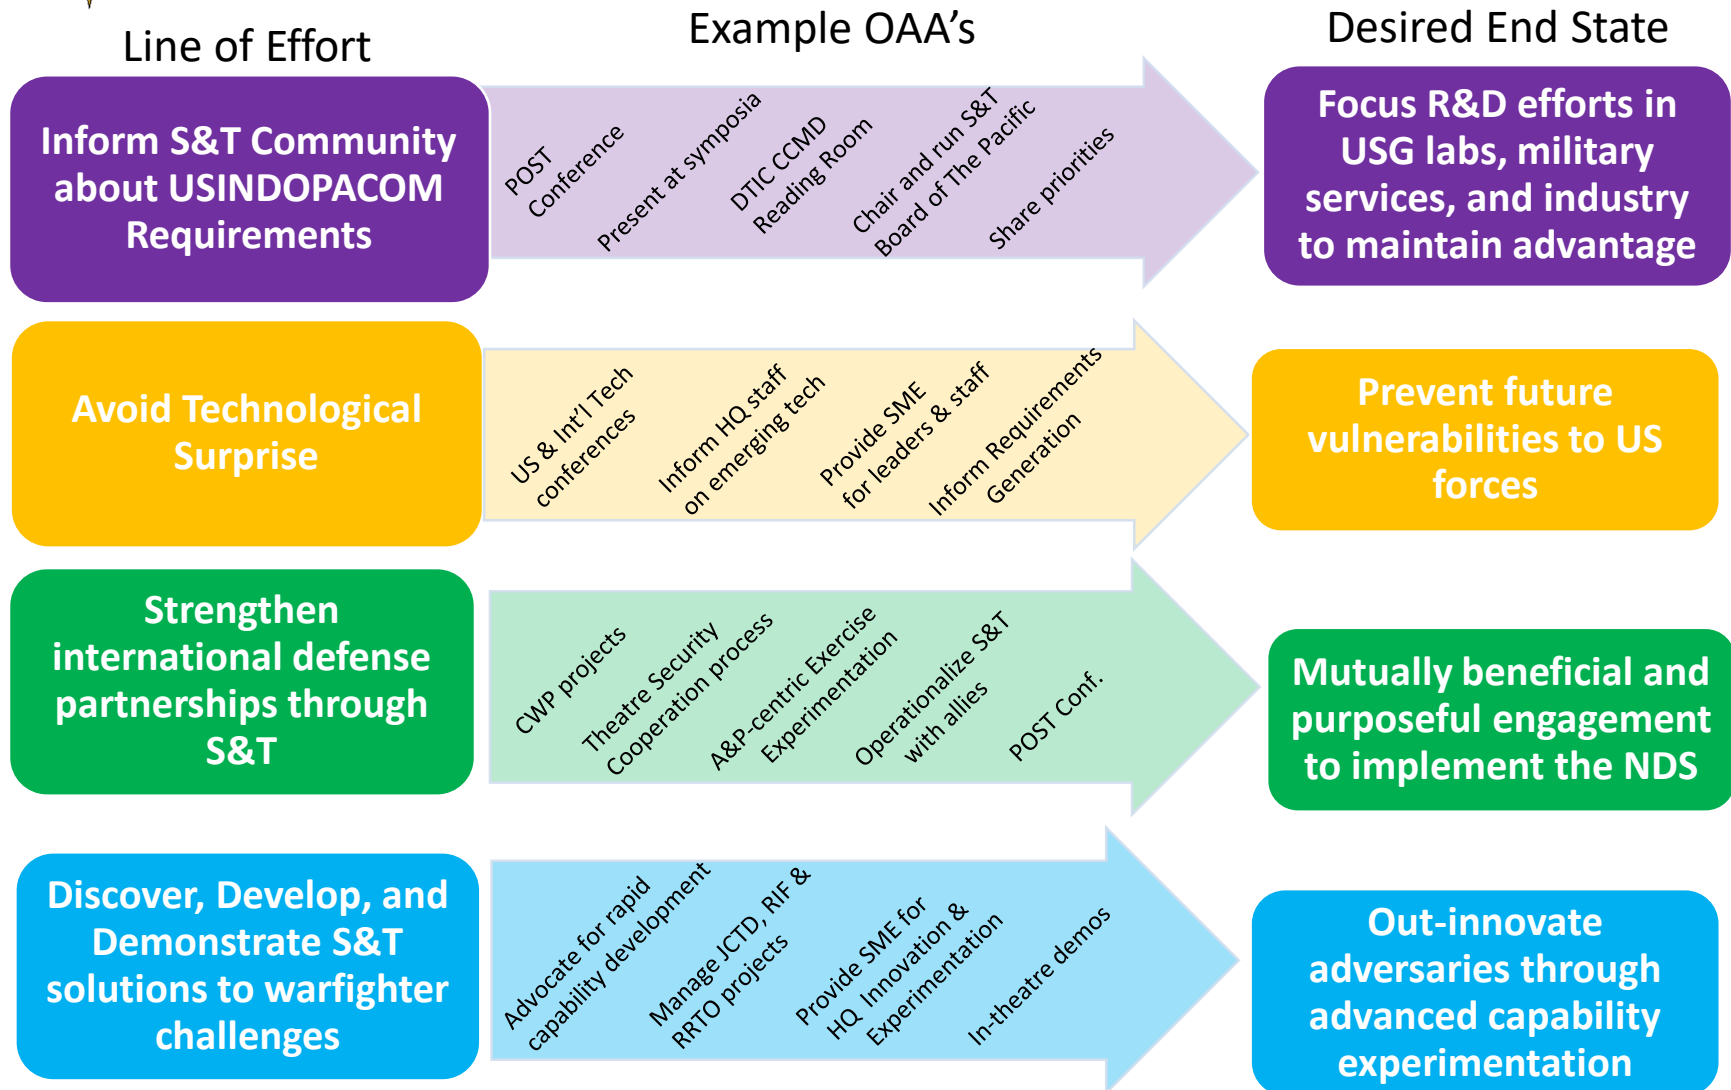 Line of Effort
Example OAA's
Desired End State
Inform S&T Community
about USINDOPACOM
Requirements
POST
Conference
Present at symposia
DTIC CCMD
Reading Room
Chair and run S&T
Board of The Pacific
Share priorities
Focus R&D efforts in
USG labs, military
services, and industry
to maintain advantage
Avoid Technological
Surprise
US & Int'l Tech
conferences
Inform HQ staff
on emerging tech
Provide SME
for leaders & staff
Inform Requirements
Generation
Prevent future
vulnerabilities to US
forces
Strengthen
international defense
partnerships through
S&T
CWP projects
Theatre Security
Cooperation process
A&P-centric Exercise
Experimentation
Operationalize S&T
with allies
POST Conf.
Mutually beneficial and
purposeful engagement
to implement the NDS
Discover, Develop, and
Demonstrate S&T
solutions to warfighter
challenges
Advocate for rapid
capability development
Manage JCTD, RIF &
RRTO projects
Provide SME for
HQ Innovation &
Experimentation
In-theatre demos
Out-innovate
adversaries through
advanced capability
experimentation